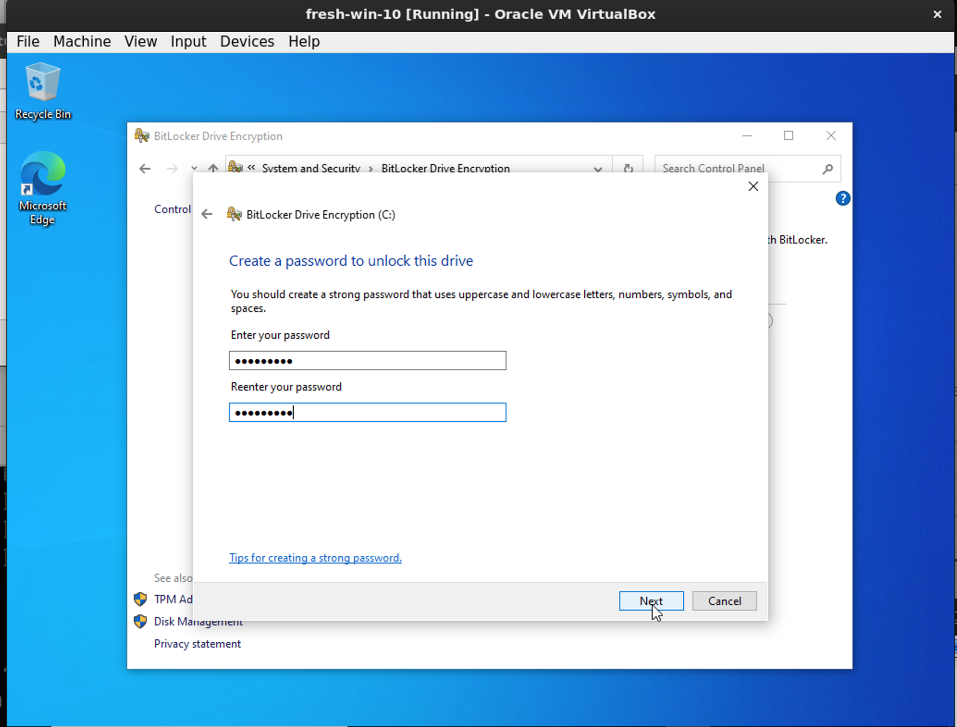 fresh-win-10 [Running] - Oracle VM VirtualBox
File Machine View Input Devices Help
Recycle Bin
Microsoft
Edge
BitLocker Drive Encryption
« System and Security › BitLocker Drive Encryption
Search Control Panel
Control
th BitLocker.
BitLocker Drive Encryption (C:)
Create a password to unlock this drive
You should create a strong password that uses uppercase and lowercase letters, numbers, symbols, and
spaces.
Enter your password
●●●●●●●●●
Reenter your password
●●●●●●●●●
Tips for creating a strong password.
Next Cancel
See also
TPM Ad
Disk Management
Privacy statement